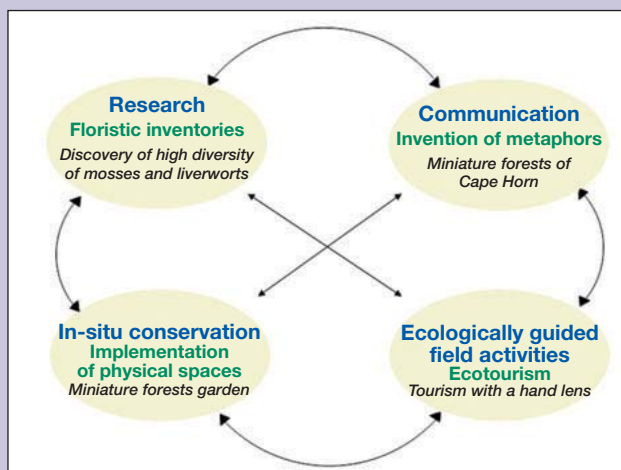 Research
Floristic inventories
Discovery of high diversity
of mosses and liverworts
Communication
Invention of metaphors
Miniature forests of
Cape Horn
In-situ conservation
Implementation
of physical spaces
Miniature forests garden
Ecologically guided
field activities
Ecotourism
Tourism with a hand lens